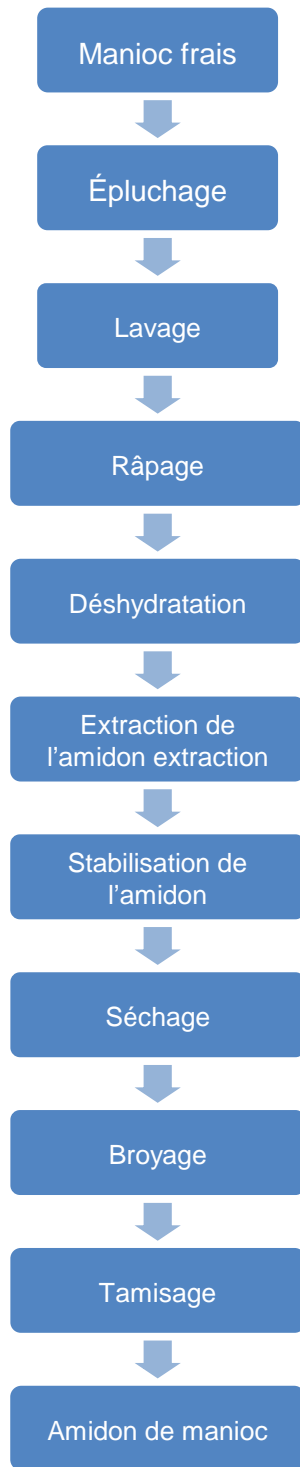 Manioc frais
Épluchage
Lavage
Râpage
Déshydratation
Extraction de
l’amidon extraction
Stabilisation de
l’amidon
Séchage
Broyage
Tamisage
Amidon de manioc